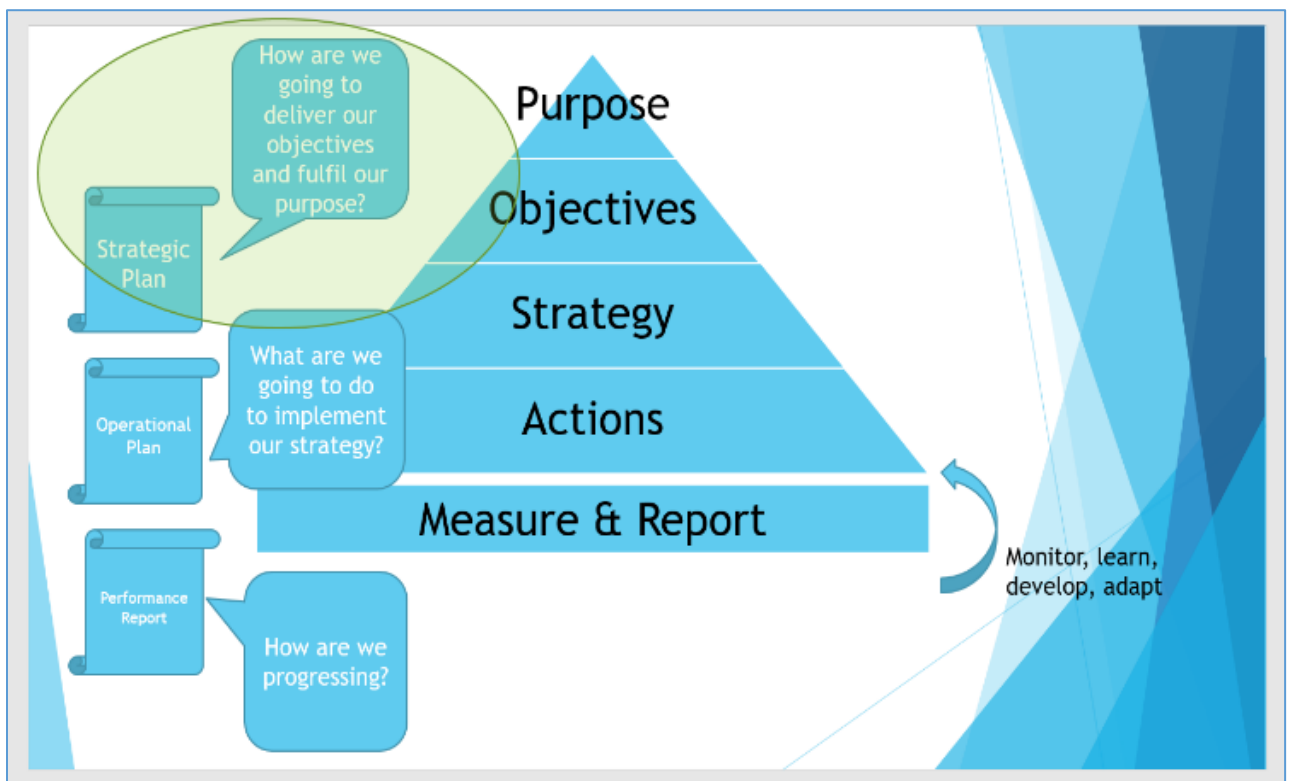 How are we
going to
deliver our
objectives
and fulfil our
purpose?
Strategic
Plan
What are we
going to do
to implement
our strategy?
Operational
Plan
Performance
Report
How are we
progressing?
Purpose
Objectives
Strategy
Actions
Measure & Report
Monitor, learn,
develop, adapt